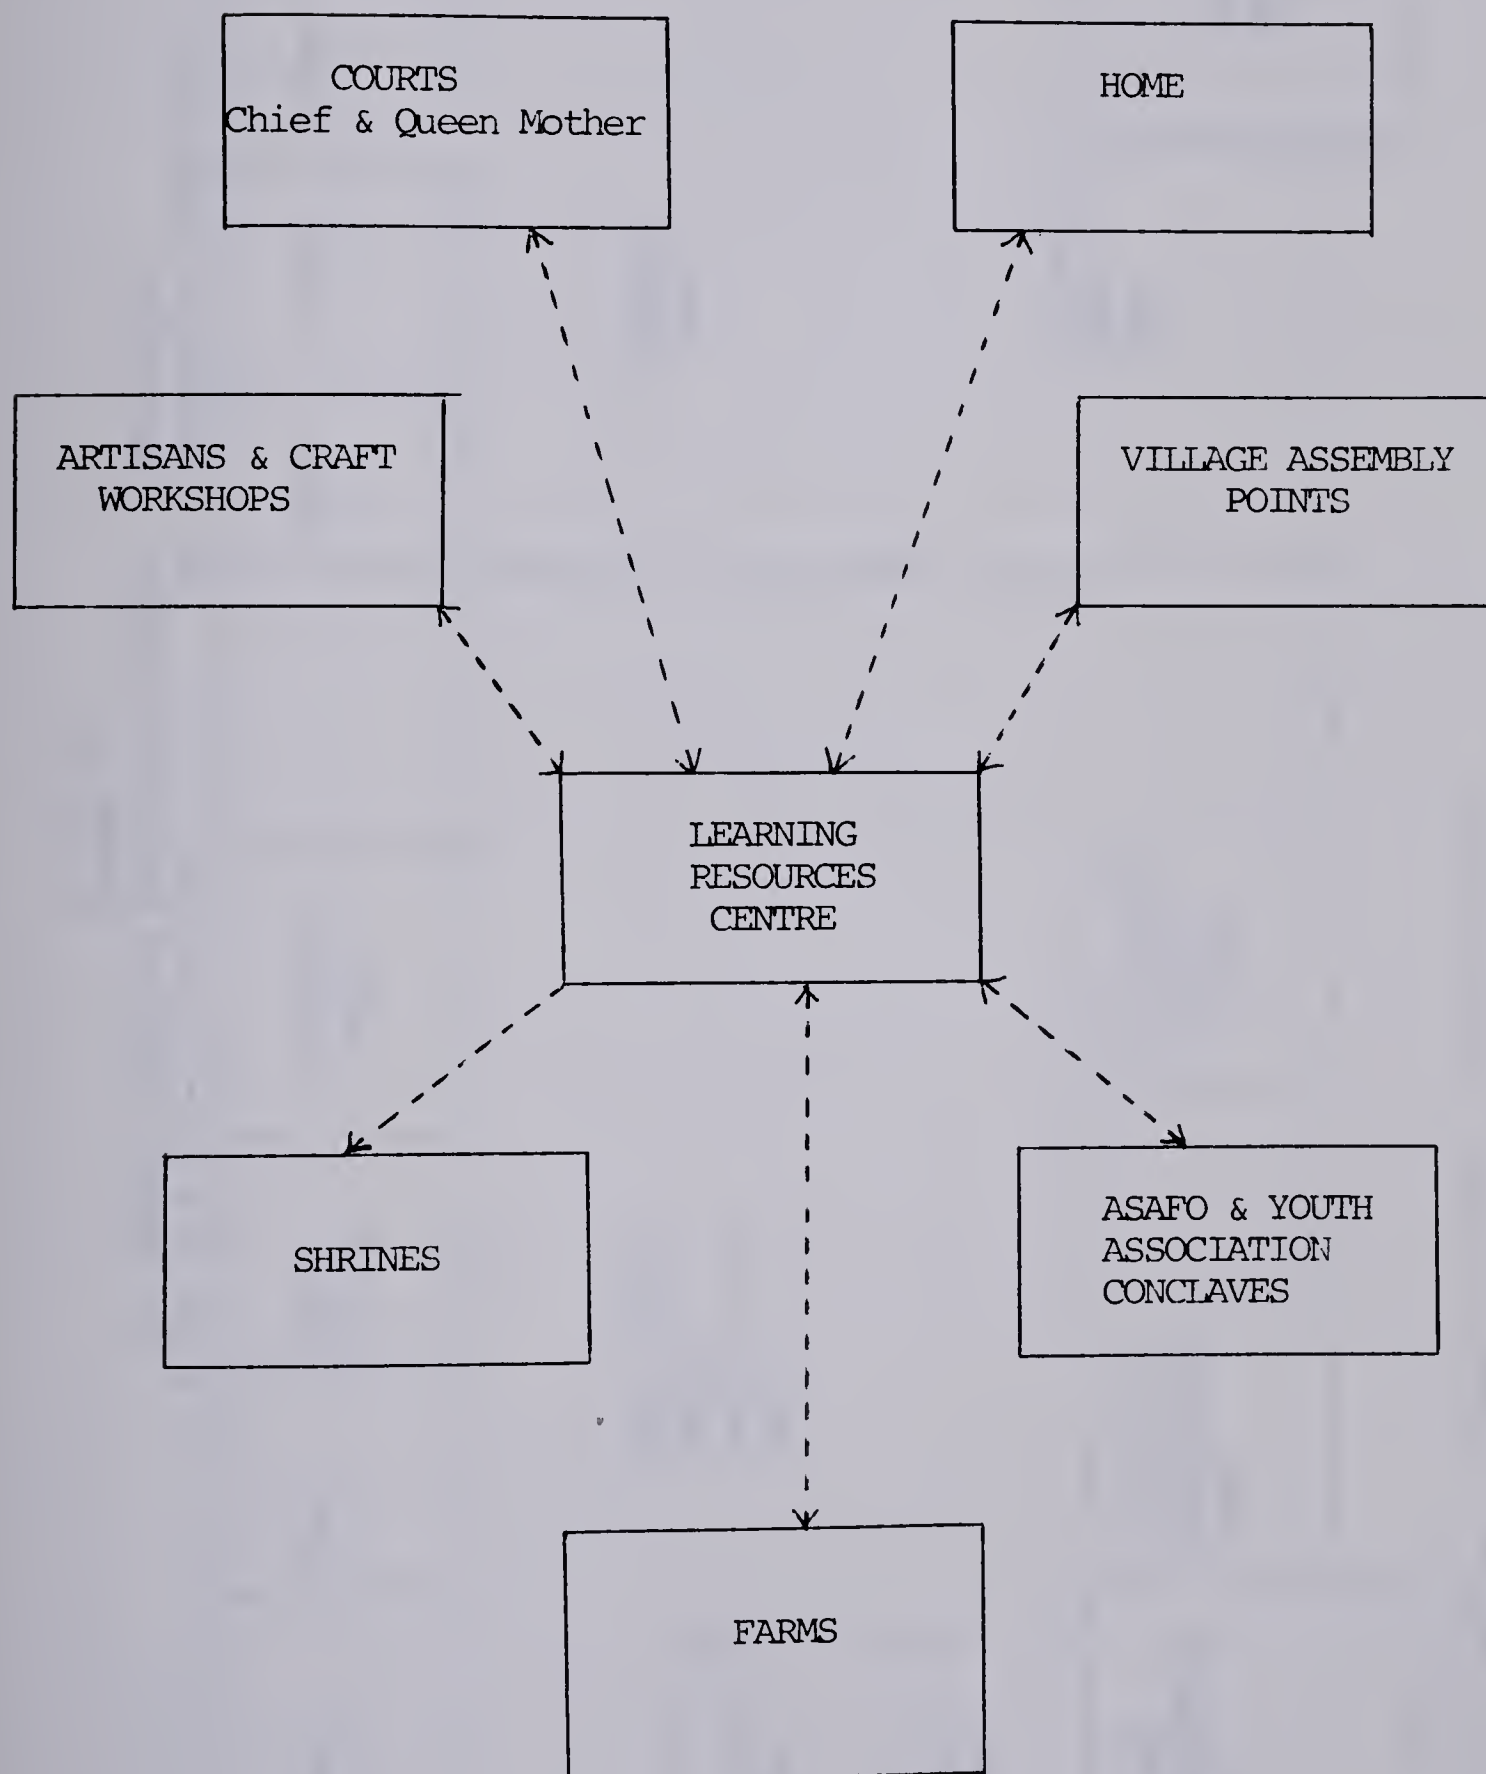 COURTS
Chief & Queen Mother
HOME
ARTISANS & CRAFT
WORKSHOPS
VILLAGE ASSEMBLY
POINTS
LEARNING
RESOURCES
CENTRE
SHRINES
ASAFO & YOUTH
ASSOCIATION
CONCLAVES
FARMS